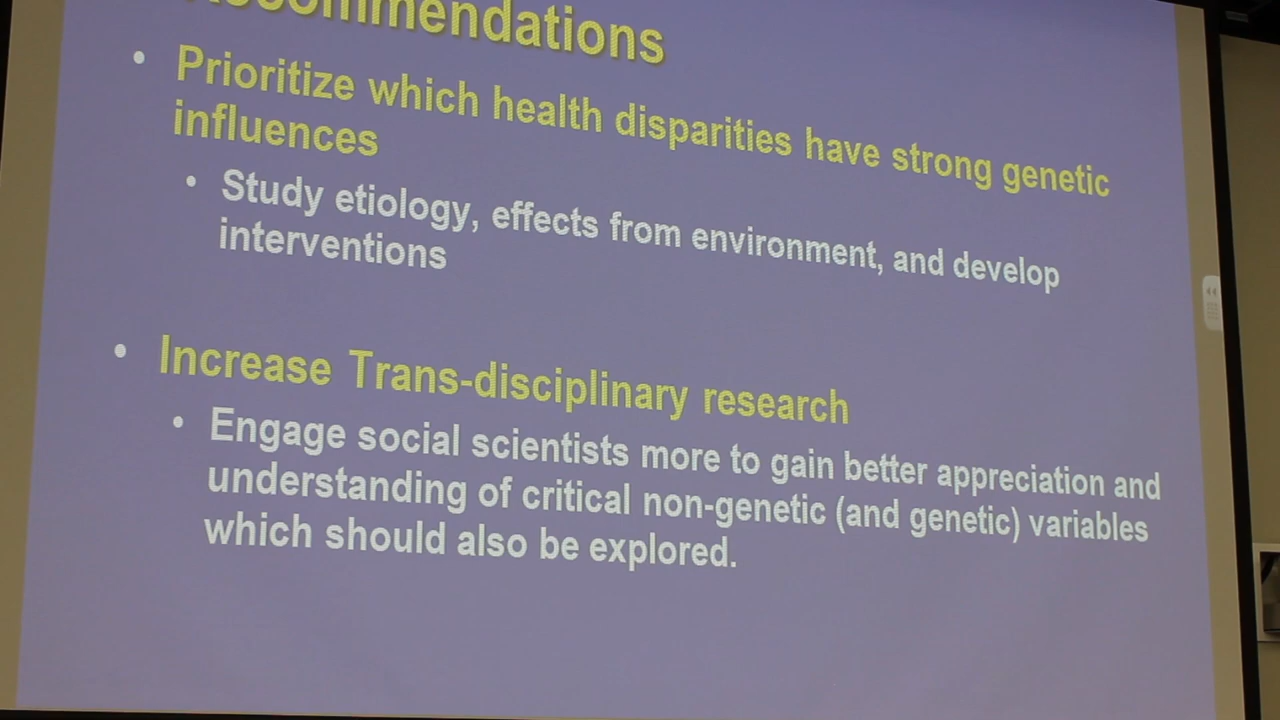 Recommendations
• Prioritize which health disparities have strong genetic
influences
• Study etiology, effects from environment, and develop
interventions
• Increase Trans-disciplinary research
• Engage social scientists more to gain better appreciation and
understanding of critical non-genetic (and genetic) variables
which should also be explored.